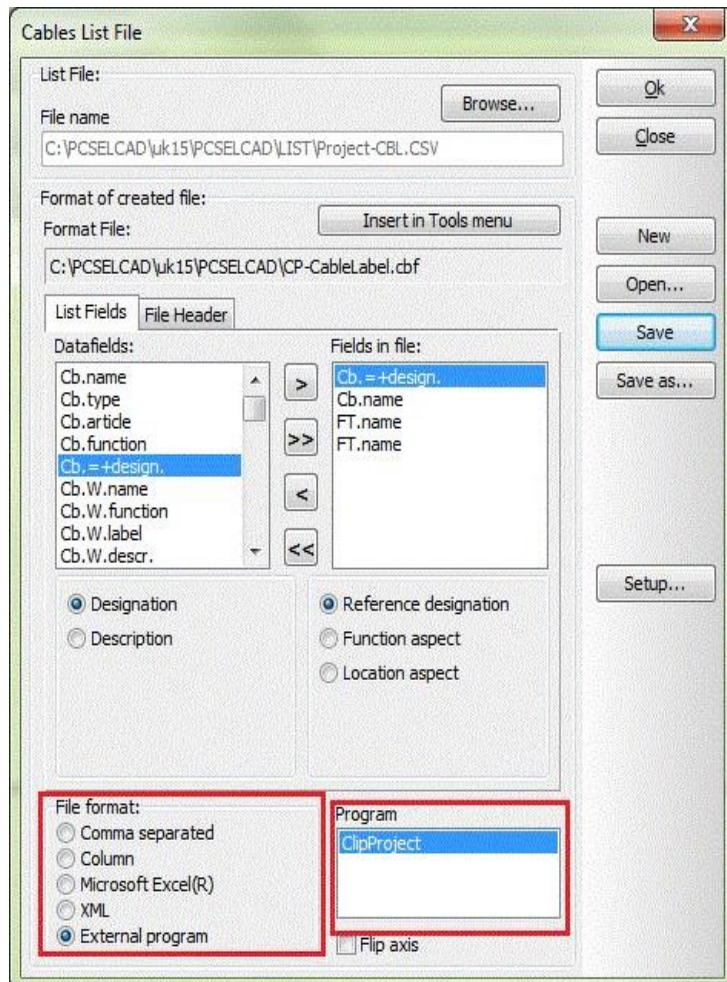 Cables List File
X
List File:
Browse...
File name
C:\PCSELCAD\uk15\PCSELCAD\LIST\Project-CBL.CSV
Format of created file:
Insert in Tools menu
Format File:
C:\PCSELCAD\uk15\PCSELCAD\CP-CableLabel.cbf
List Fields
File Header
Datafields:
Cb.name
Cb.type
Cb.article
Cb.function
Cb.=+design.
Cb.W.name
Cb.W.function
Cb.W.label
Cb.W.descr.
>
>>
<
<<
Fields in file:
Cb.=+design.
Cb.name
FT.name
FT.name
Designation
Description
Reference designation
Function aspect
Location aspect
File format:
Comma separated
Column
Microsoft Excel(R)
XML
External program
Program
ClipProject
Flip axis
Ok
Close
New
Open...
Save
Save as...
Setup...